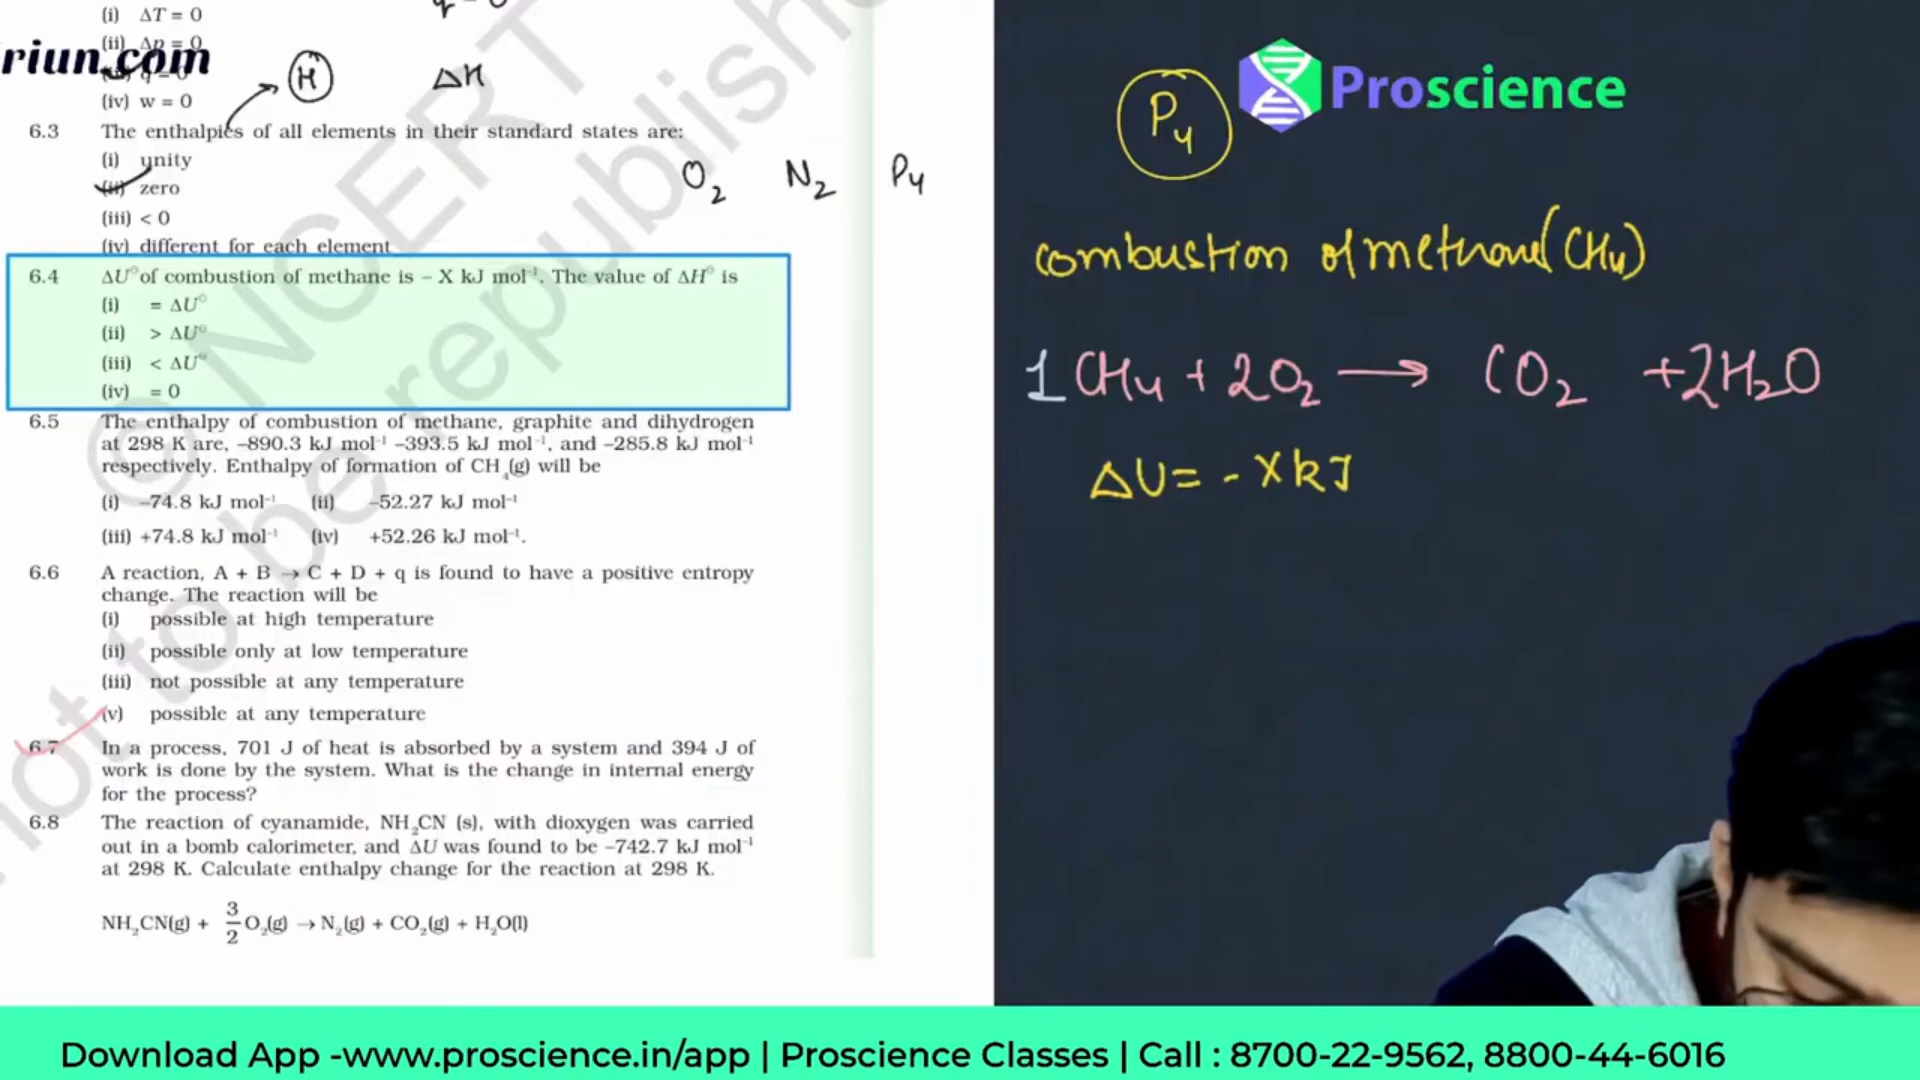 (i) ΔT = 0
(ii) Δp = 0
riun.com
q = 0
(iv) w = 0
H
ΔH
6.3 The enthalpies of all elements in their standard states are:
(i) unity
(ii) zero
(iii) < 0
(iv) different for each element
O₂ N₂ P₄
6.4 ΔU⊖ of combustion of methane is – X kJ mol⁻¹. The value of ΔH⊖ is
(i) = ΔU⊖
(ii) > ΔU⊖
(iii) < ΔU⊖
(iv) = 0
6.5 The enthalpy of combustion of methane, graphite and dihydrogen
at 298 K are, –890.3 kJ mol⁻¹ –393.5 kJ mol⁻¹, and –285.8 kJ mol⁻¹
respectively. Enthalpy of formation of CH₄(g) will be
(i) –74.8 kJ mol⁻¹ (ii) –52.27 kJ mol⁻¹
(iii) +74.8 kJ mol⁻¹ (iv) +52.26 kJ mol⁻¹.
6.6 A reaction, A + B → C + D + q is found to have a positive entropy
change. The reaction will be
(i) possible at high temperature
(ii) possible only at low temperature
(iii) not possible at any temperature
(v) possible at any temperature
6.7 In a process, 701 J of heat is absorbed by a system and 394 J of
work is done by the system. What is the change in internal energy
for the process?
6.8 The reaction of cyanamide, NH₂CN (s), with dioxygen was carried
out in a bomb calorimeter, and ΔU was found to be –742.7 kJ mol⁻¹
at 298 K. Calculate enthalpy change for the reaction at 298 K.
NH₂CN(g) + 3/2 O₂(g) → N₂(g) + CO₂(g) + H₂O(l)
© NCERT
not to be republish
P₄
Proscience
combustion of methane(CH₄)
1 CH₄ + 2O₂ ⟶ CO₂ + 2H₂O
ΔU = - X kJ
Download App -www.proscience.in/app | Proscience Classes | Call : 8700-22-9562, 8800-44-6016